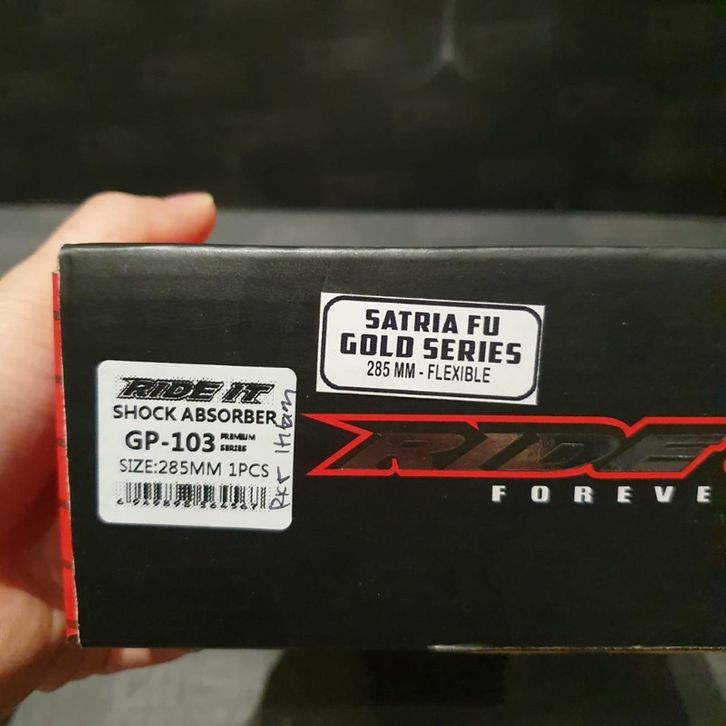 SATRIA FU
GOLD SERIES
285 MM - FLEXIBLE
RIDE IT
SHOCK ABSORBER
GP-103 PREMIUM SERIES
SIZE:285MM 1PCS
RIDE
FOREVE